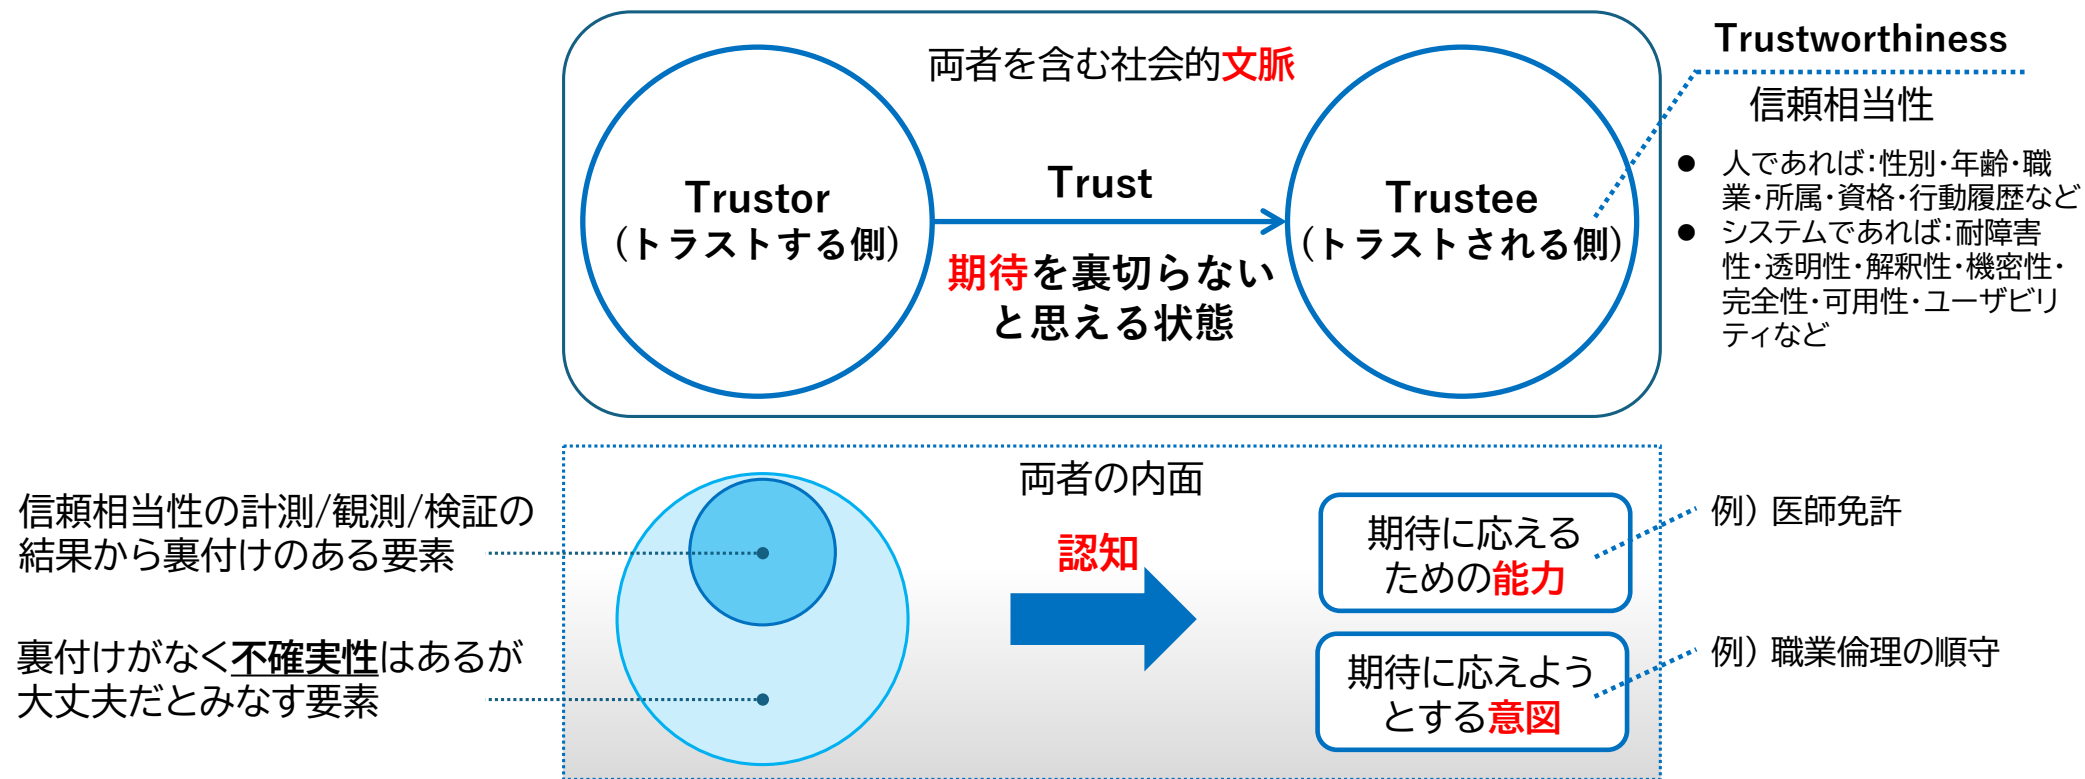 両者を含む社会的文脈
Trustor
(トラストする側)
Trust
期待を裏切らない
と思える状態
Trustee
(トラストされる側)
Trustworthiness
信頼相当性
● 人であれば：性別・年齢・職
業・所属・資格・行動履歴など
● システムであれば：耐障害
性・透明性・解釈性・機密性・
完全性・可用性・ユーザビリ
ティなど
両者の内面
信頼相当性の計測/観測/検証の
結果から裏付けのある要素
裏付けがなく不確実性はあるが
大丈夫だとみなす要素
認知
期待に応える
ための能力
例）医師免許
期待に応えよう
とする意図
例）職業倫理の順守